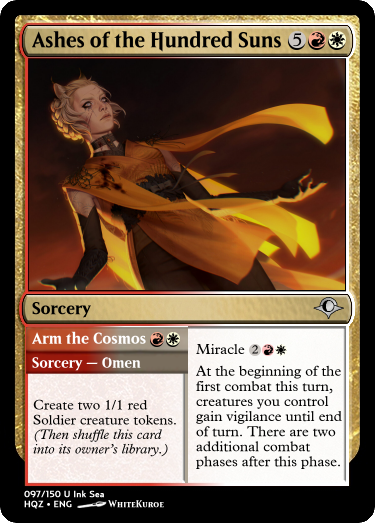 Ashes of the Hundred Suns 5
Sorcery
Arm the Cosmos
Sorcery — Omen
Create two 1/1 red
Soldier creature tokens.
(Then shuffle this card
into its owner's library.)
Miracle 2
At the beginning of the
first combat this turn,
creatures you control
gain vigilance until end
of turn. There are two
additional combat
phases after this phase.
097/150 U Ink Sea
HQZ • ENG WhiteKuroe